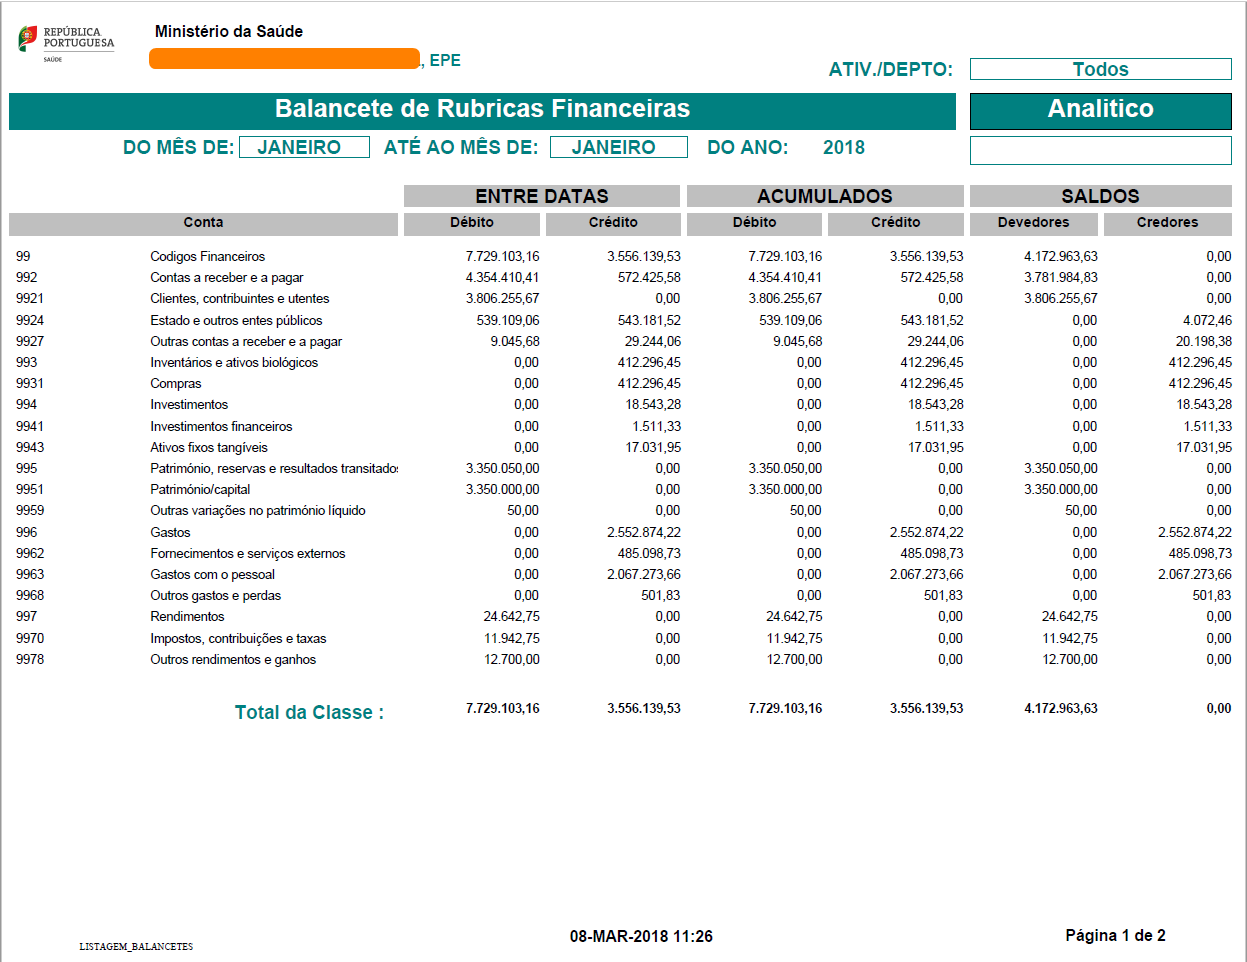 REPÚBLICA
PORTUGUESA
SAÚDE
Ministério da Saúde
, EPE
ATIV./DEPTO: Todos
Balancete de Rubricas Financeiras Analitico
DO MÊS DE: JANEIRO ATÉ AO MÊS DE: JANEIRO DO ANO: 2018
ENTRE DATAS ACUMULADOS SALDOS
Conta Débito Crédito Débito Crédito Devedores Credores
99 Codigos Financeiros 7.729.103,16 3.556.139,53 7.729.103,16 3.556.139,53 4.172.963,63 0,00
992 Contas a receber e a pagar 4.354.410,41 572.425,58 4.354.410,41 572.425,58 3.781.984,83 0,00
9921 Clientes, contribuintes e utentes 3.806.255,67 0,00 3.806.255,67 0,00 3.806.255,67 0,00
9924 Estado e outros entes públicos 539.109,06 543.181,52 539.109,06 543.181,52 0,00 4.072,46
9927 Outras contas a receber e a pagar 9.045,68 29.244,06 9.045,68 29.244,06 0,00 20.198,38
993 Inventários e ativos biológicos 0,00 412.296,45 0,00 412.296,45 0,00 412.296,45
9931 Compras 0,00 412.296,45 0,00 412.296,45 0,00 412.296,45
994 Investimentos 0,00 18.543,28 0,00 18.543,28 0,00 18.543,28
9941 Investimentos financeiros 0,00 1.511,33 0,00 1.511,33 0,00 1.511,33
9943 Ativos fixos tangíveis 0,00 17.031,95 0,00 17.031,95 0,00 17.031,95
995 Património, reservas e resultados transitados 3.350.050,00 0,00 3.350.050,00 0,00 3.350.050,00 0,00
9951 Património/capital 3.350.000,00 0,00 3.350.000,00 0,00 3.350.000,00 0,00
9959 Outras variações no património líquido 50,00 0,00 50,00 0,00 50,00 0,00
996 Gastos 0,00 2.552.874,22 0,00 2.552.874,22 0,00 2.552.874,22
9962 Fornecimentos e serviços externos 0,00 485.098,73 0,00 485.098,73 0,00 485.098,73
9963 Gastos com o pessoal 0,00 2.067.273,66 0,00 2.067.273,66 0,00 2.067.273,66
9968 Outros gastos e perdas 0,00 501,83 0,00 501,83 0,00 501,83
997 Rendimentos 24.642,75 0,00 24.642,75 0,00 24.642,75 0,00
9970 Impostos, contribuições e taxas 11.942,75 0,00 11.942,75 0,00 11.942,75 0,00
9978 Outros rendimentos e ganhos 12.700,00 0,00 12.700,00 0,00 12.700,00 0,00
Total da Classe : 7.729.103,16 3.556.139,53 7.729.103,16 3.556.139,53 4.172.963,63 0,00
LISTAGEM_BALANCETES 08-MAR-2018 11:26 Página 1 de 2